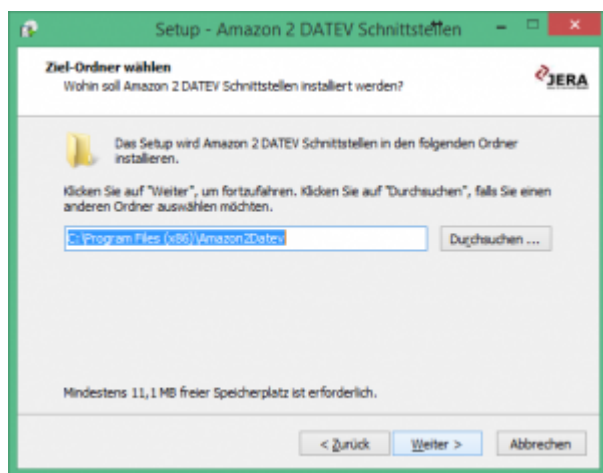 Setup - Amazon 2 DATEV Schnittstellen
Ziel-Ordner wählen
Wohin soll Amazon 2 DATEV Schnittstellen installiert werden?
JERA
Das Setup wird Amazon 2 DATEV Schnittstellen in den folgenden Ordner
installieren.
Klicken Sie auf "Weiter", um fortzufahren. Klicken Sie auf "Durchsuchen", falls Sie einen
anderen Ordner auswählen möchten.
C:\Program Files (x86)\Amazon2Datev
Durchsuchen ...
Mindestens 11,1 MB freier Speicherplatz ist erforderlich.
< Zurück
Weiter >
Abbrechen